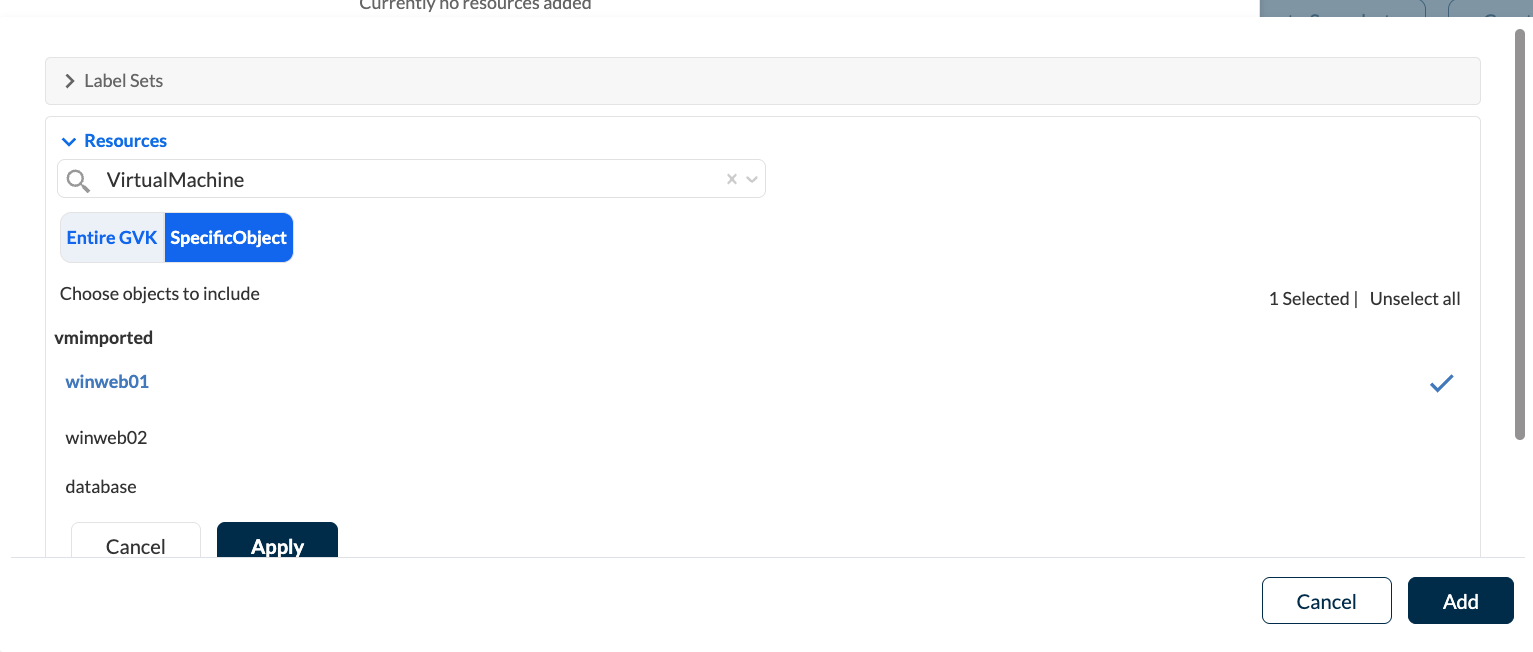 Currently no resources added
Label Sets
Resources
VirtualMachine
Entire GVK SpecificObject
Choose objects to include
1 Selected | Unselect all
vmimported
winweb01
winweb02
database
Cancel Apply
Cancel Add